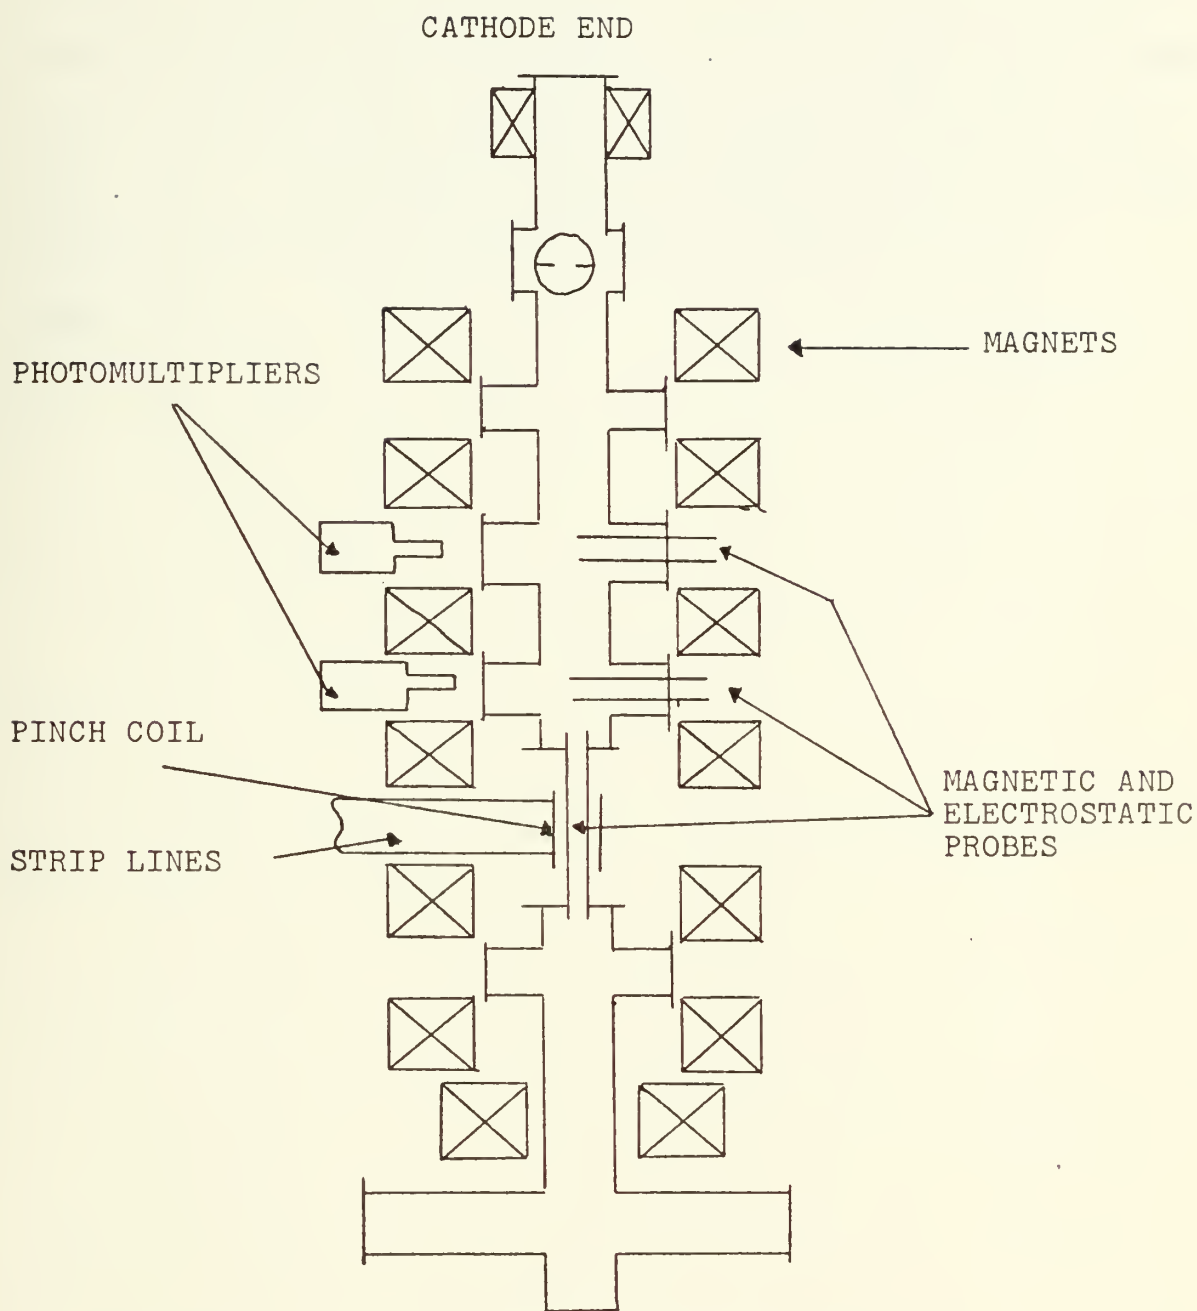 CATHODE END
MAGNETS
PHOTOMULTIPLIERS
PINCH COIL
MAGNETIC AND
ELECTROSTATIC
PROBES
STRIP LINES